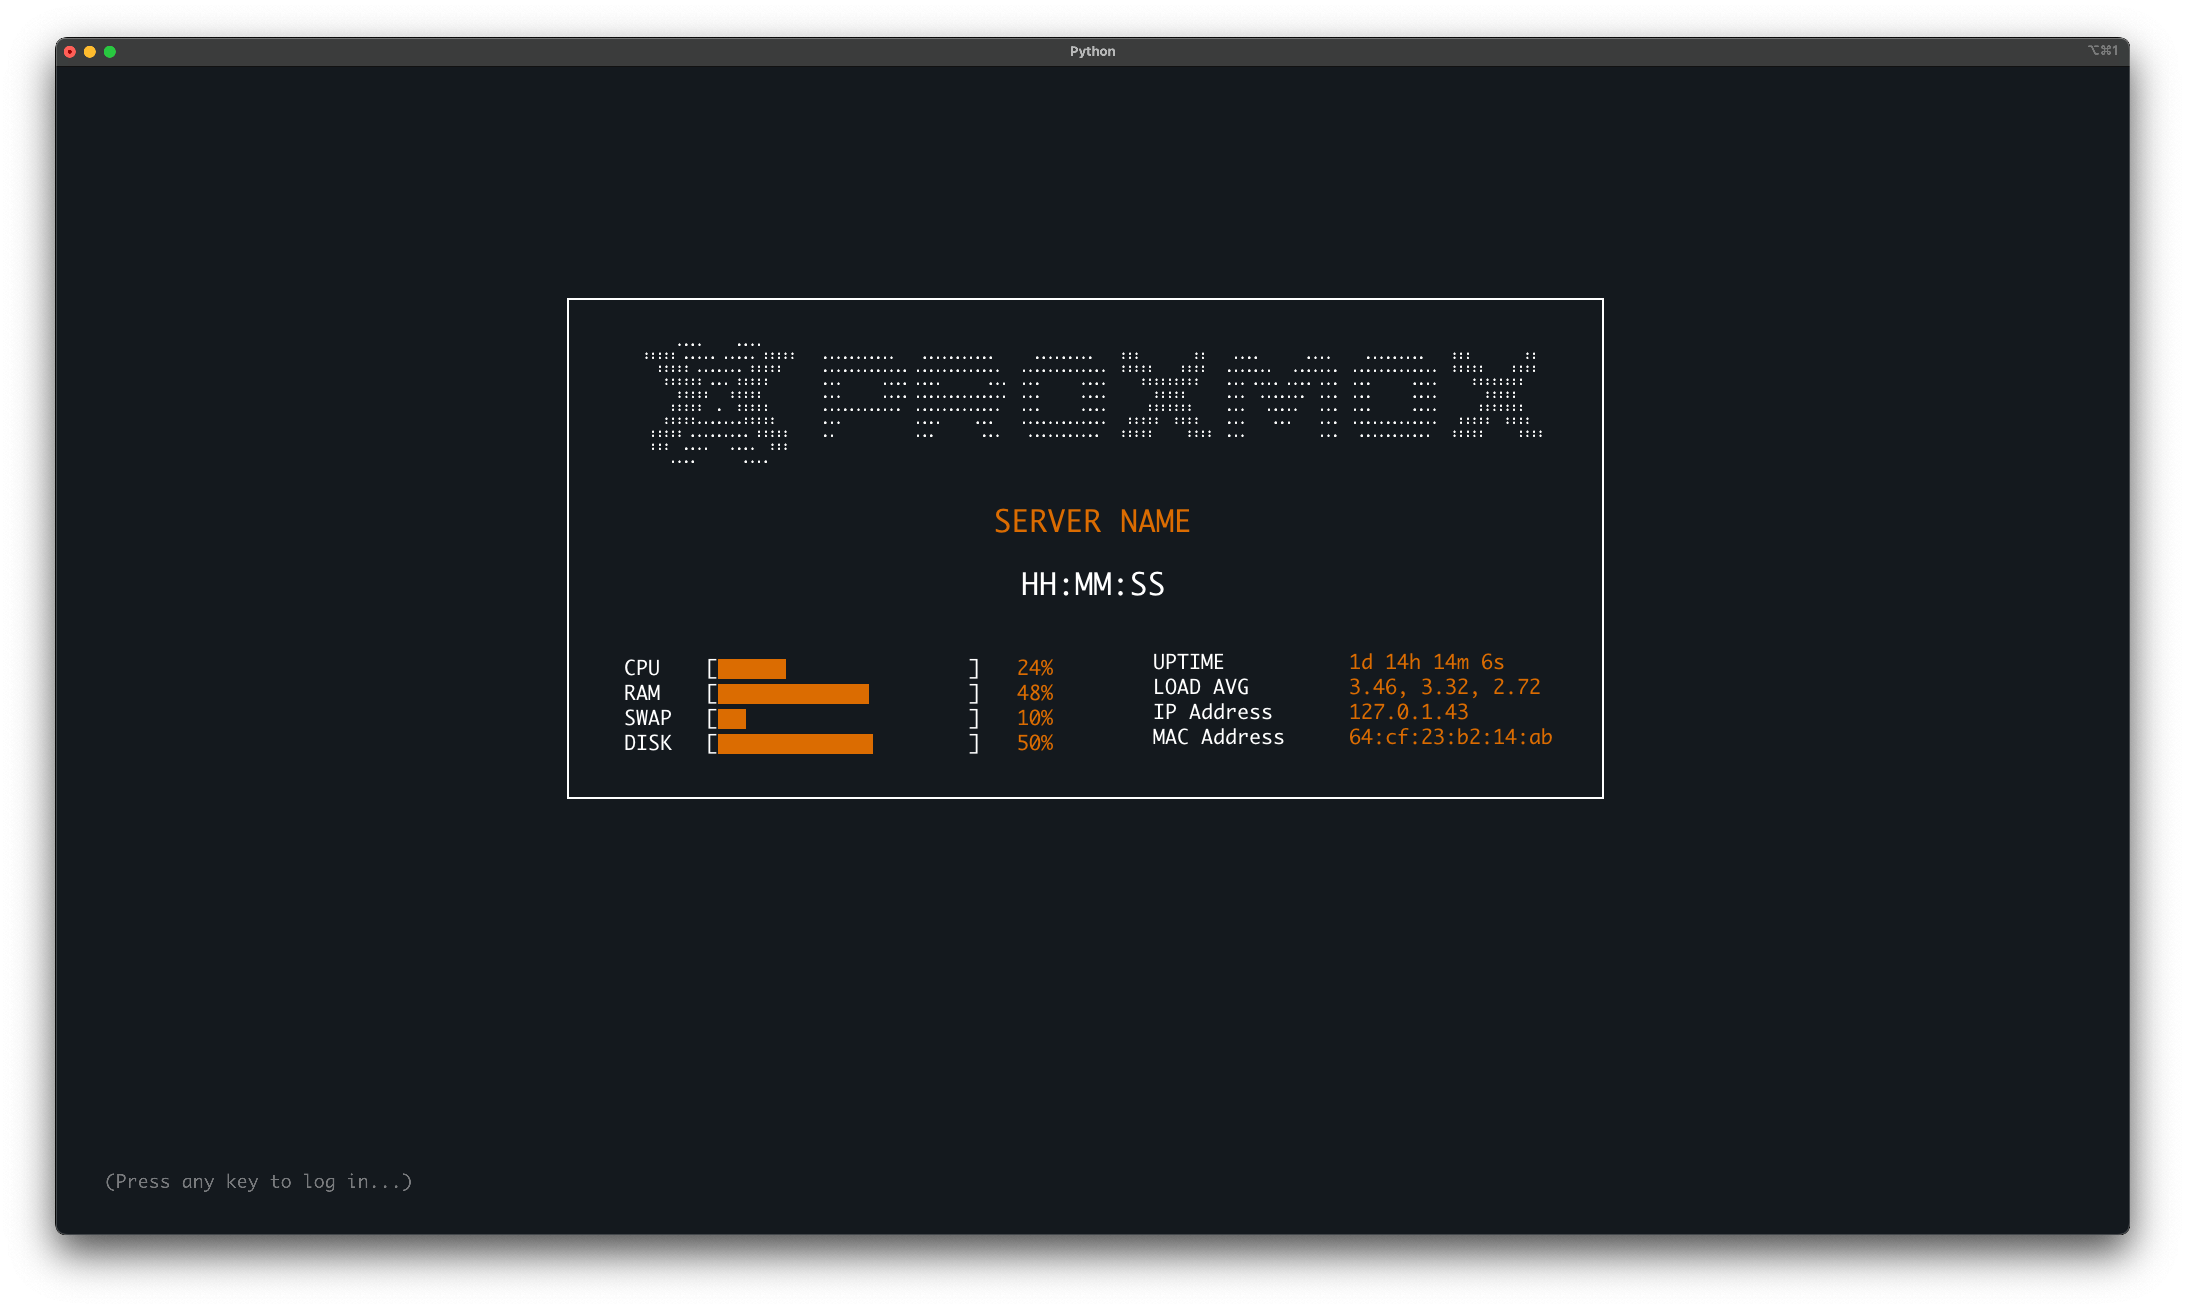 Python
⌥⌘1
PROXMOX
SERVER NAME
HH:MM:SS
CPU [ ] 24%
RAM [ ] 48%
SWAP [ ] 10%
DISK [ ] 50%
UPTIME 1d 14h 14m 6s
LOAD AVG 3.46, 3.32, 2.72
IP Address 127.0.1.43
MAC Address 64:cf:23:b2:14:ab
(Press any key to log in...)